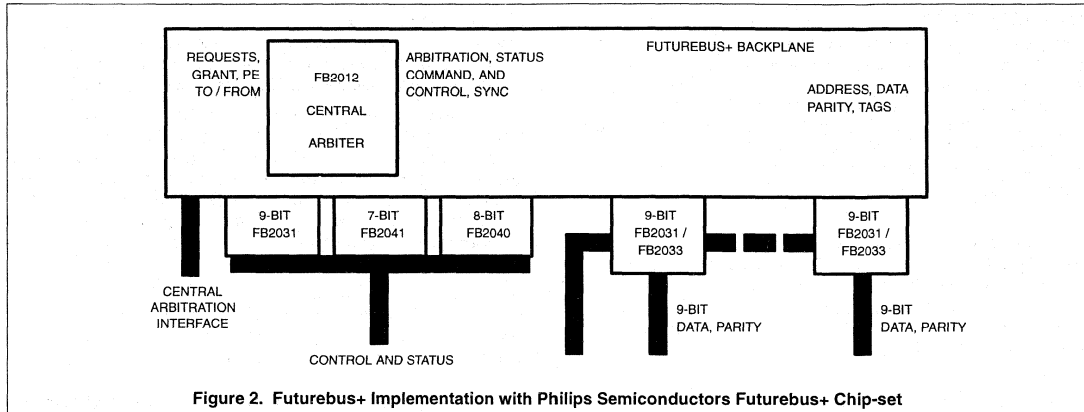 FUTUREBUS+ BACKPLANE
REQUESTS,
GRANT, PE
TO / FROM
FB2012
CENTRAL
ARBITER
ARBITRATION, STATUS
COMMAND, AND
CONTROL, SYNC
ADDRESS, DATA
PARITY, TAGS
9-BIT
FB2031
7-BIT
FB2041
8-BIT
FB2040
9-BIT
FB2031 /
FB2033
9-BIT
FB2031 /
FB2033
CENTRAL
ARBITRATION
INTERFACE
CONTROL AND STATUS
9-BIT
DATA, PARITY
9-BIT
DATA, PARITY
Figure 2. Futurebus+ Implementation with Philips Semiconductors Futurebus+ Chip-set